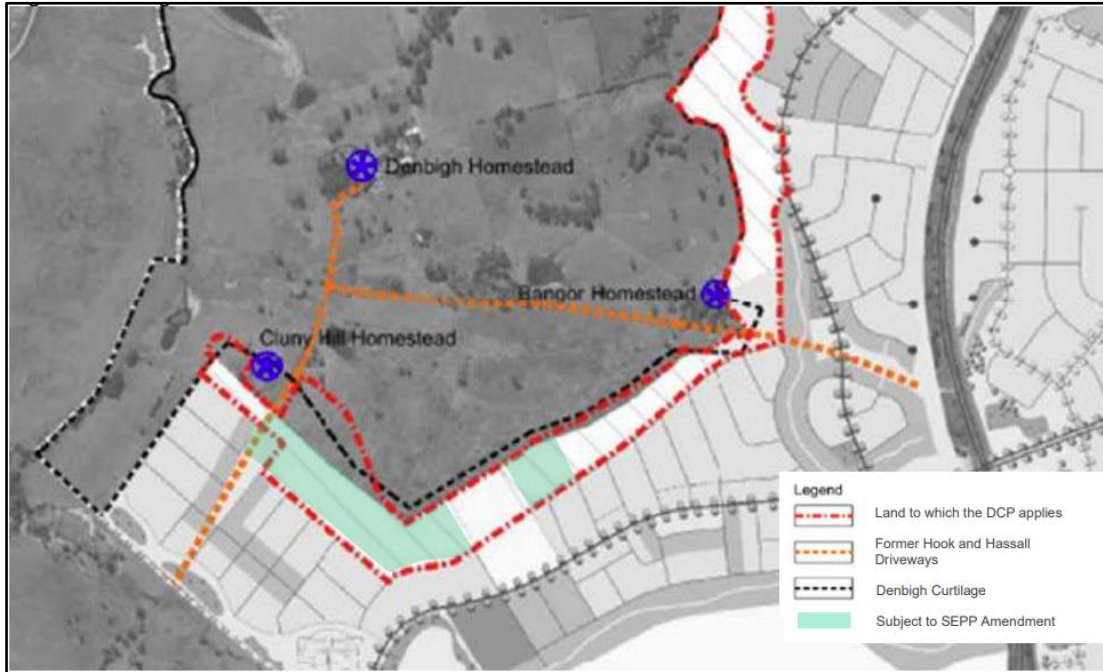 Denbigh Homestead
Bangor Homestead
Cluny Hill Homestead
Legend
Land to which the DCP applies
Former Hook and Hassall
Driveways
Denbigh Curtilage
Subject to SEPP Amendment